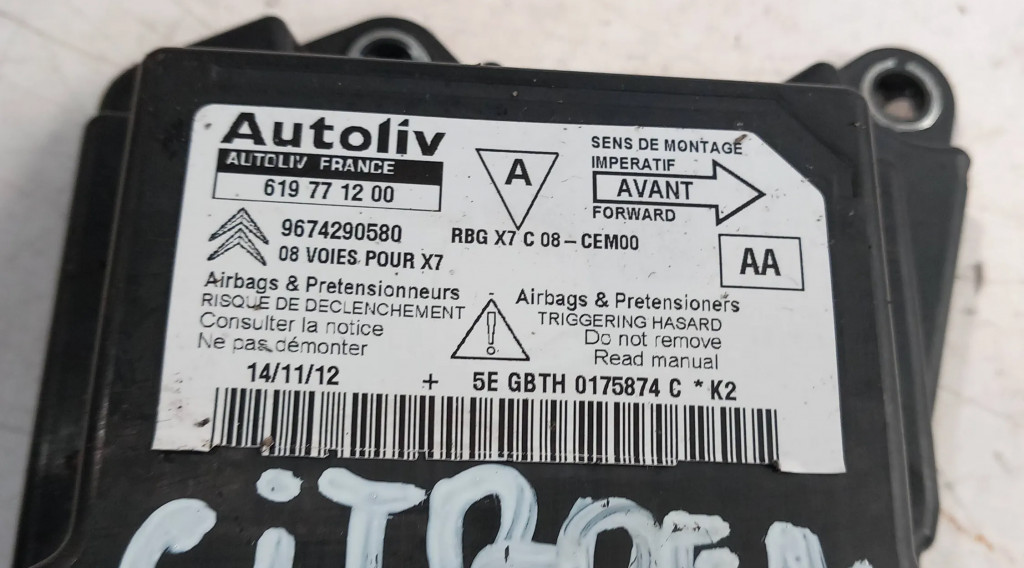 Autoliv
AUTOLIV FRANCE
619 77 12 00
9674290580
08 VOIES POUR X7
A
RBG X7 C 08-CEM00
SENS DE MONTAGE
IMPERATIF
AVANT
FORWARD
AA
Airbags & Pretensionneurs
RISQUE DE DECLENCHEMENT
Consulter la notice
Ne pas démonter
!
Airbags & Pretensioners
TRIGGERING HASARD
Do not remove
Read manual
14/11/12 + 5E GBTH 0175874 C * K2
CiTROEN